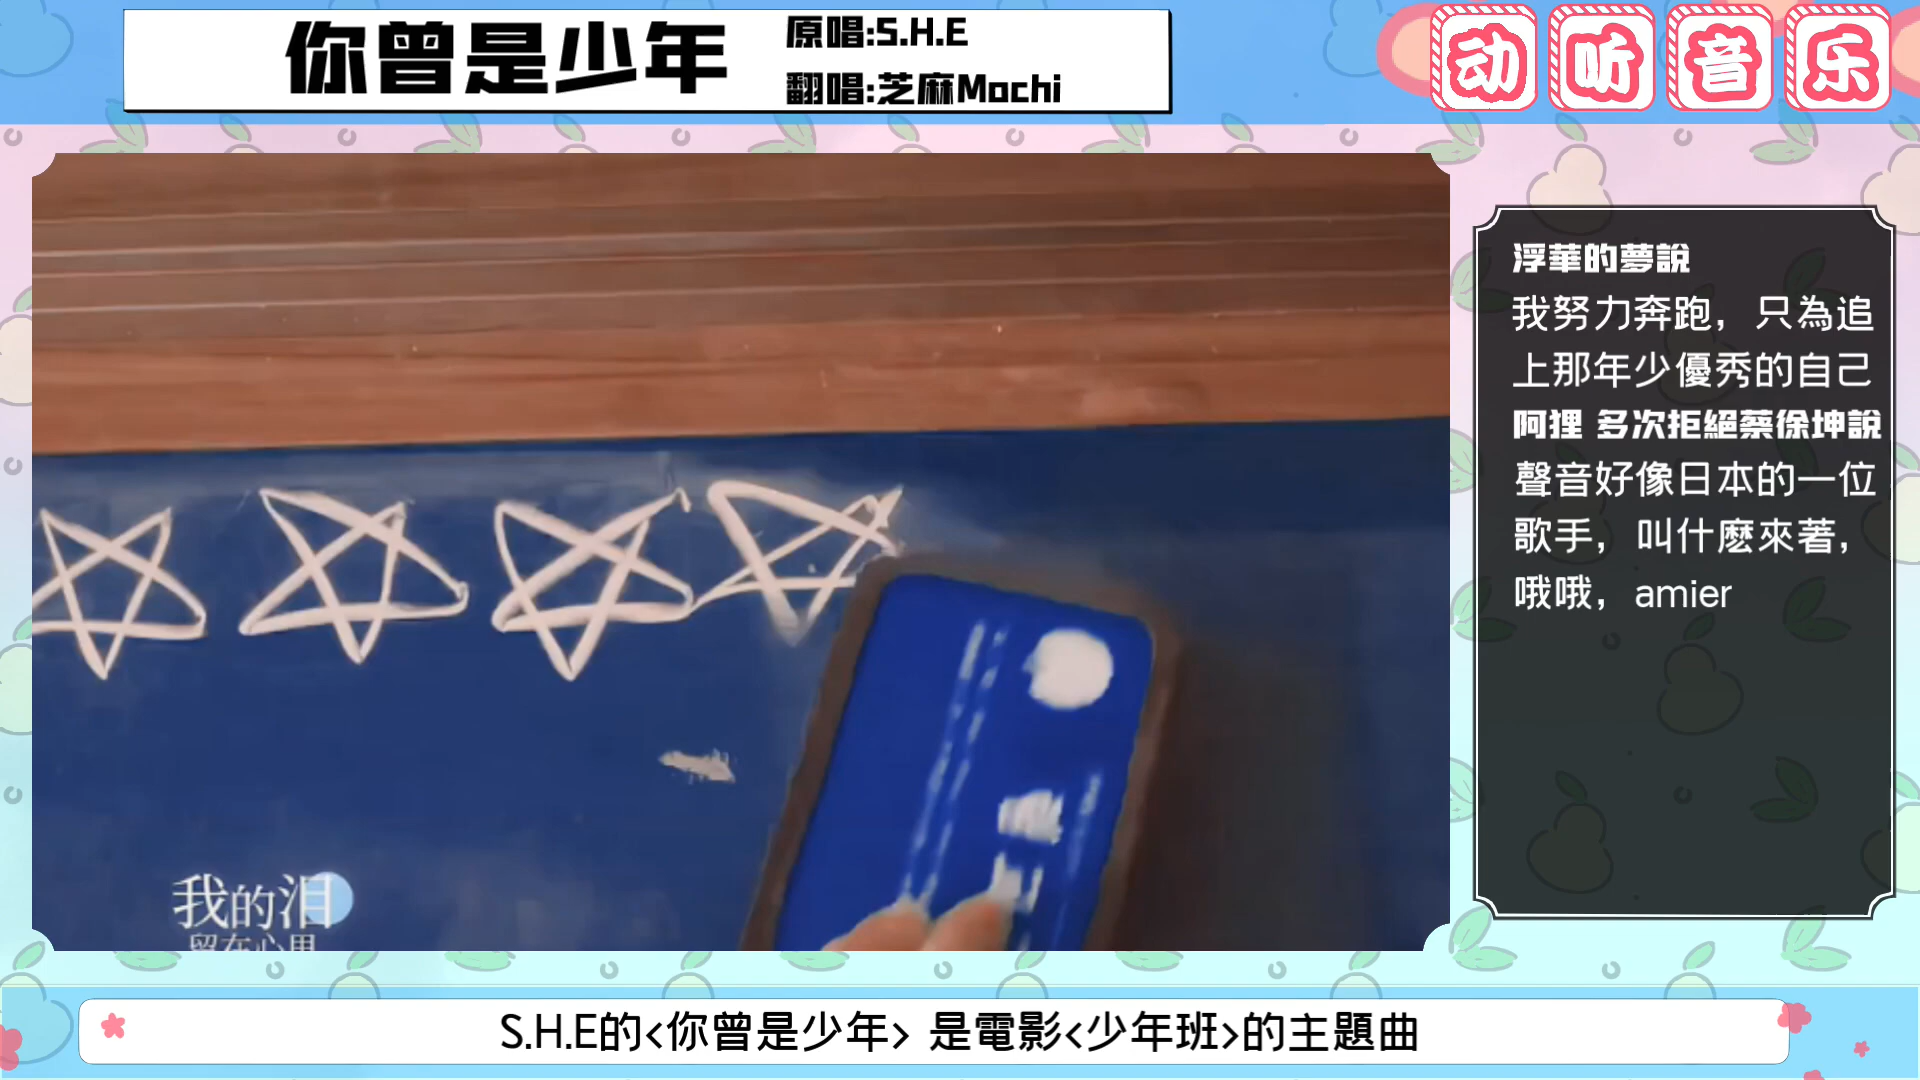 你曾是少年
原唱:S.H.E
翻唱:芝麻Mochi
动听音乐
浮華的夢說
我努力奔跑，只為追
上那年少優秀的自己
阿狸 多次拒絕蔡徐坤說
聲音好像日本的一位
歌手，叫什麼來著，
哦哦，amier
我的泪
留在心里
S.H.E的<你曾是少年> 是電影<少年班>的主題曲